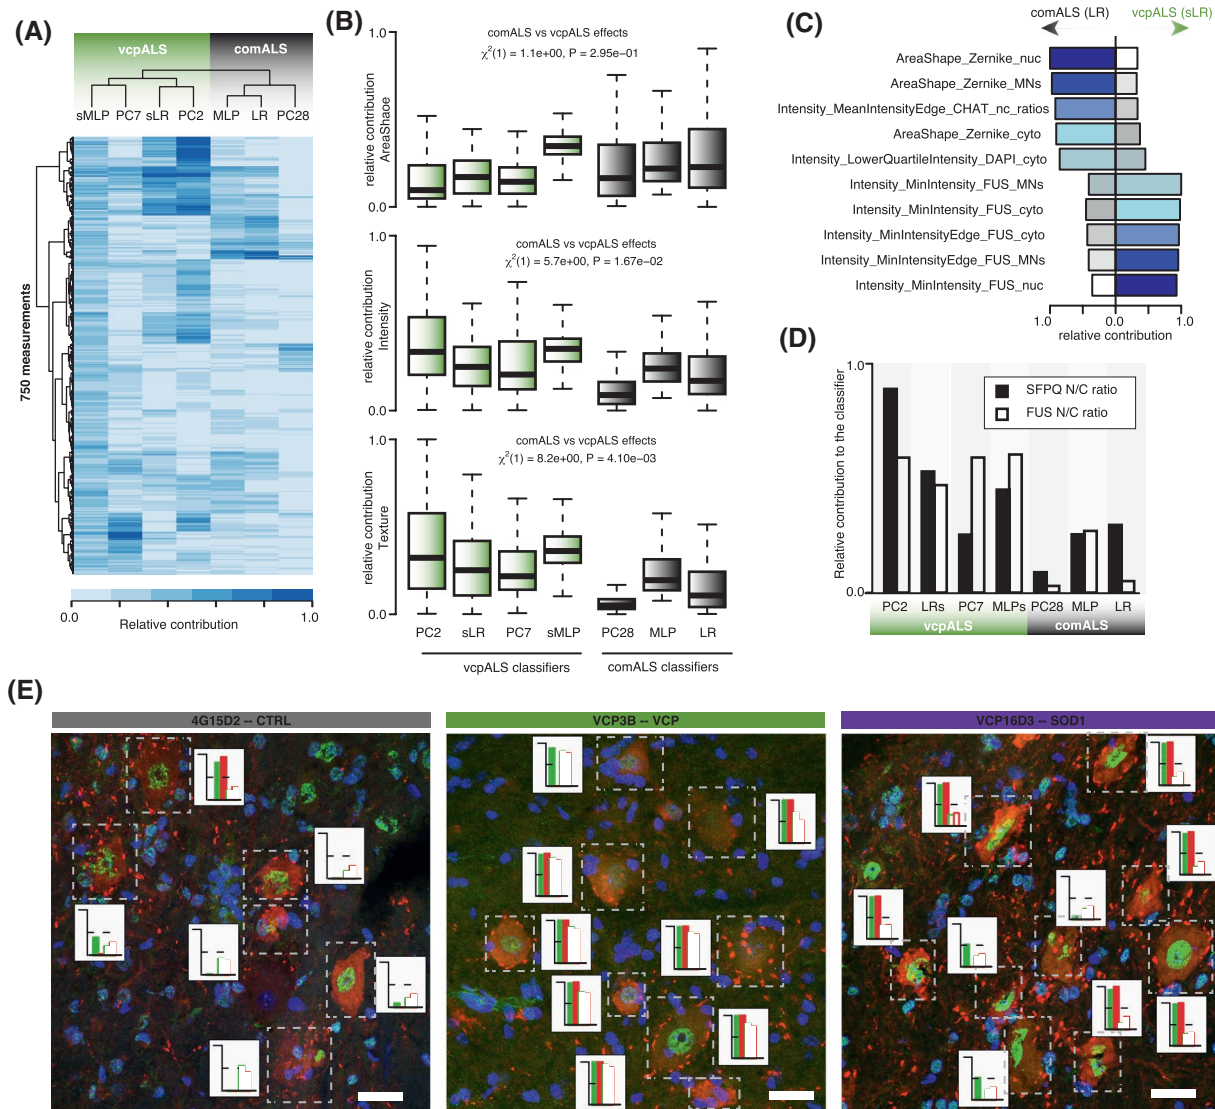 (A)
vcpALS
comALS
sMLP PC7 sLR PC2 MLP LR PC28
750 measurements
0.0
1.0
Relative contribution
(B)
1.0
comALS vs vcpALS effects
χ²(1) = 1.1e+00, P = 2.95e−01
relative contribution
AreaShaoe
0.0
1.0
comALS vs vcpALS effects
χ²(1) = 5.7e+00, P = 1.67e−02
relative contribution
Intensity
0.0
1.0
comALS vs vcpALS effects
χ²(1) = 8.2e+00, P = 4.10e−03
relative contribution
Texture
0.0
PC2 sLR PC7 sMLP PC28 MLP LR
vcpALS classifiers
comALS classifiers
(C)
comALS (LR)
vcpALS (sLR)
AreaShape_Zernike_nuc
AreaShape_Zernike_MNs
Intensity_MeanIntensityEdge_CHAT_nc_ratios
AreaShape_Zernike_cyto
Intensity_LowerQuartileIntensity_DAPI_cyto
Intensity_MinIntensity_FUS_MNs
Intensity_MinIntensity_FUS_cyto
Intensity_MinIntensityEdge_FUS_cyto
Intensity_MinIntensityEdge_FUS_MNs
Intensity_MinIntensity_FUS_nuc
1.0 0.0 1.0
relative contribution
(D)
1.0
SFPQ N/C ratio
FUS N/C ratio
Relative contribution to the classifier
0.0
PC2 LRs PC7 MLPs PC28 MLP LR
vcpALS
comALS
(E)
4G15D2 -- CTRL
VCP3B -- VCP
VCP16D3 -- SOD1